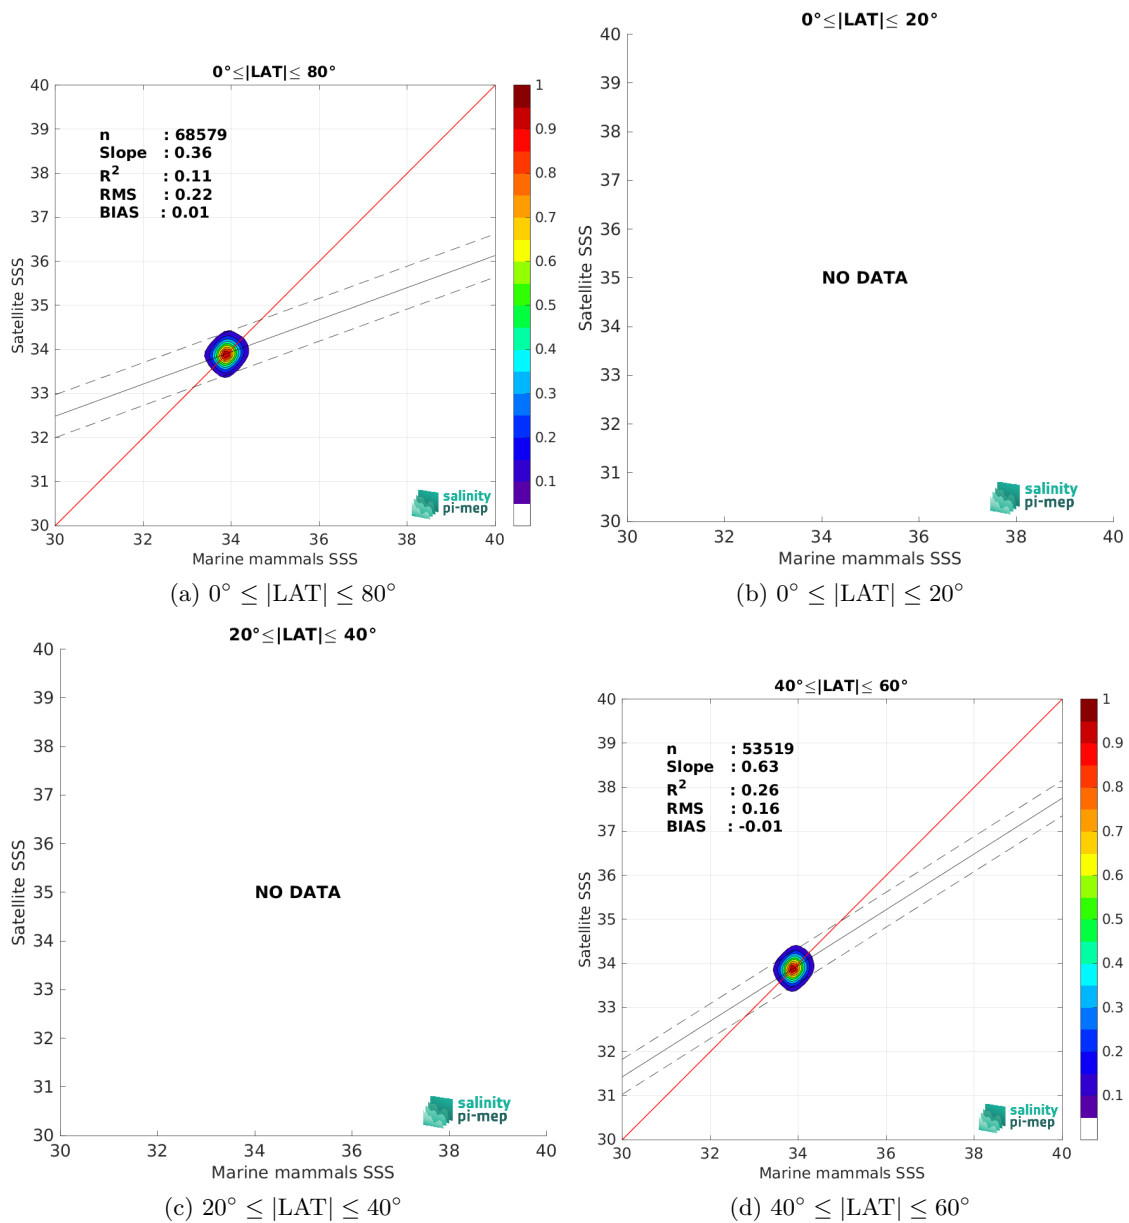 0°≤|LAT|≤ 80°
40
39
38
37
36
35
34
33
32
31
30
n : 68579
Slope : 0.36
R² : 0.11
RMS : 0.22
BIAS : 0.01
Satellite SSS
30 32 34 36 38 40
Marine mammals SSS
salinity
pi-mep
1
0.9
0.8
0.7
0.6
0.5
0.4
0.3
0.2
0.1
(a) 0° ≤ |LAT| ≤ 80°
0°≤|LAT|≤ 20°
40
39
38
37
36
35
34
33
32
31
30
Satellite SSS
NO DATA
salinity
pi-mep
30 32 34 36 38 40
Marine mammals SSS
(b) 0° ≤ |LAT| ≤ 20°
20°≤|LAT|≤ 40°
40
39
38
37
36
35
34
33
32
31
30
Satellite SSS
NO DATA
salinity
pi-mep
30 32 34 36 38 40
Marine mammals SSS
(c) 20° ≤ |LAT| ≤ 40°
40°≤|LAT|≤ 60°
40
39
38
37
36
35
34
33
32
31
30
n : 53519
Slope : 0.63
R² : 0.26
RMS : 0.16
BIAS : -0.01
Satellite SSS
30 32 34 36 38 40
Marine mammals SSS
salinity
pi-mep
1
0.9
0.8
0.7
0.6
0.5
0.4
0.3
0.2
0.1
(d) 40° ≤ |LAT| ≤ 60°